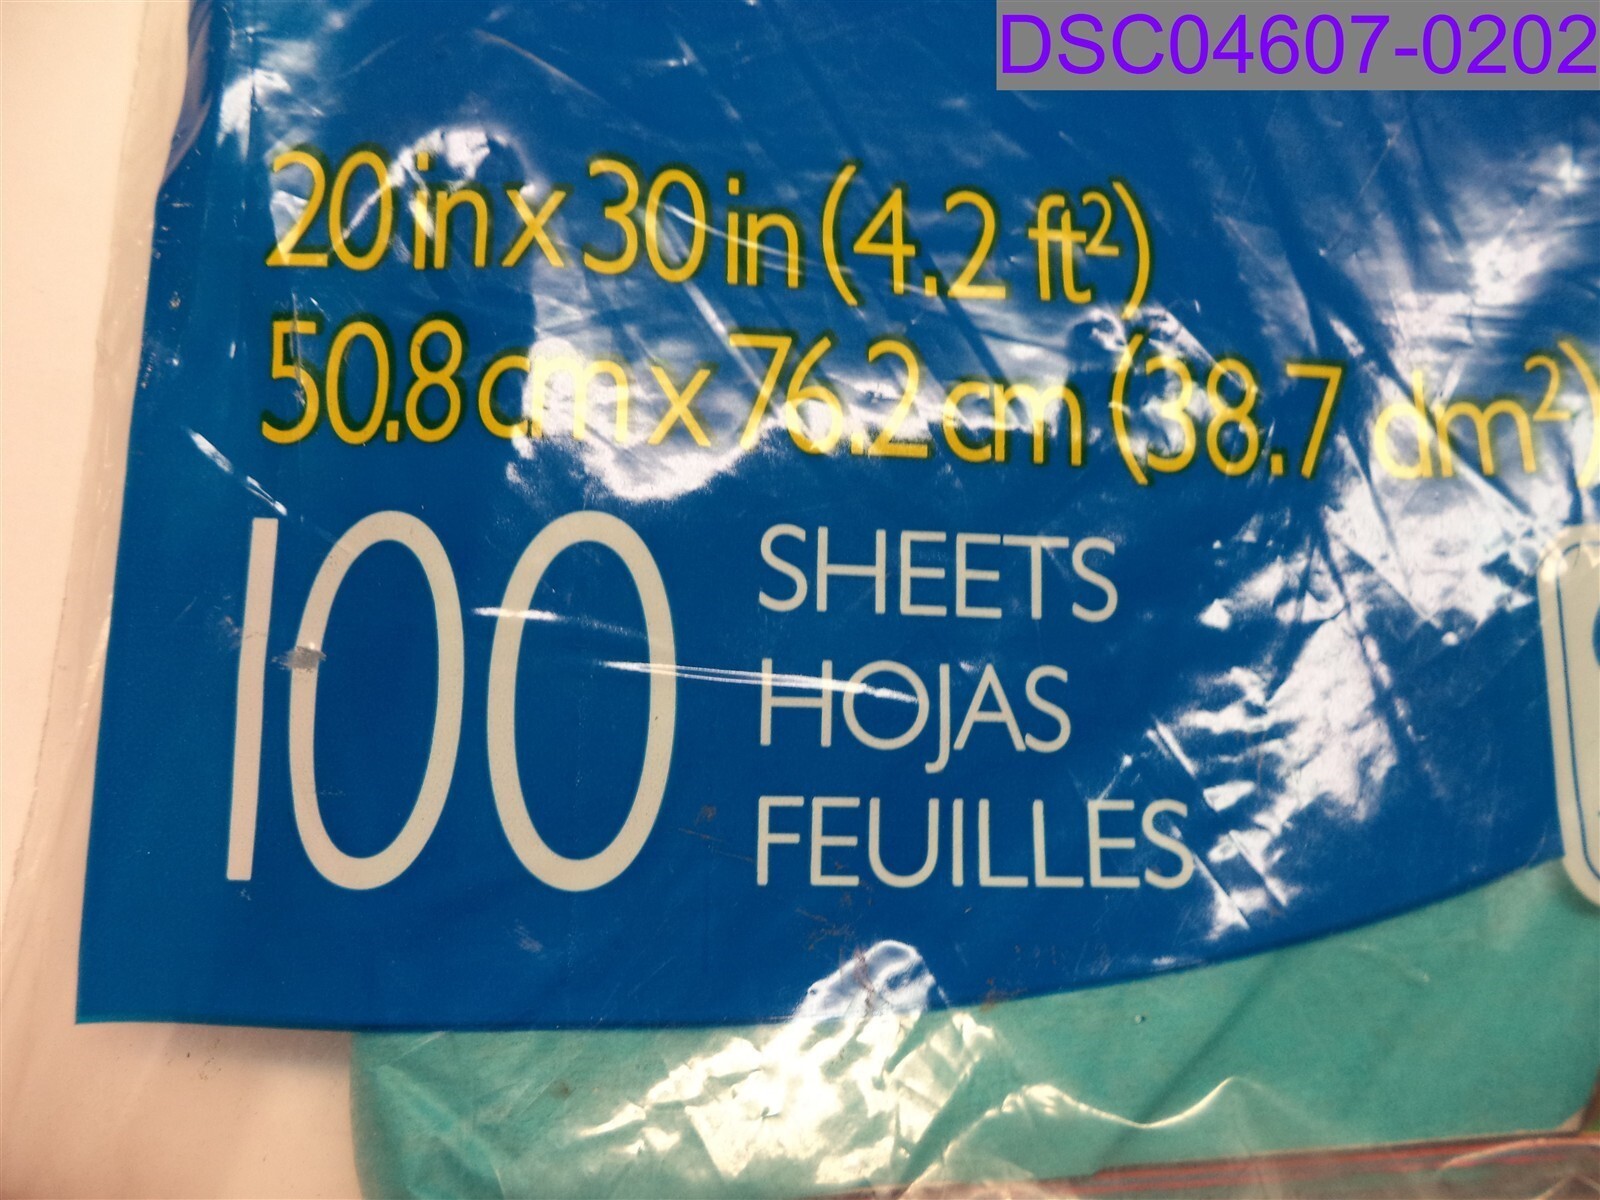 DSC04607-0202
20 in x 30 in (4.2 ft²)
50.8 cm x 76.2 cm (38.7 dm²)
100 SHEETS
HOJAS
FEUILLES